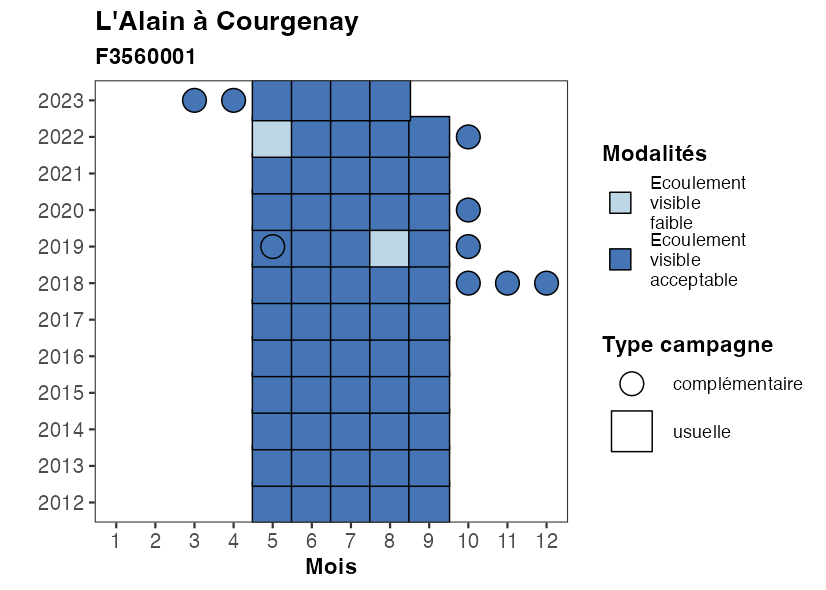 L'Alain à Courgenay
F3560001
2023
2022
2021
2020
2019
2018
2017
2016
2015
2014
2013
2012
1 2 3 4 5 6 7 8 9 10 11 12
Mois
Modalités
Ecoulement
visible
faible
Ecoulement
visible
acceptable
Type campagne
complémentaire
usuelle